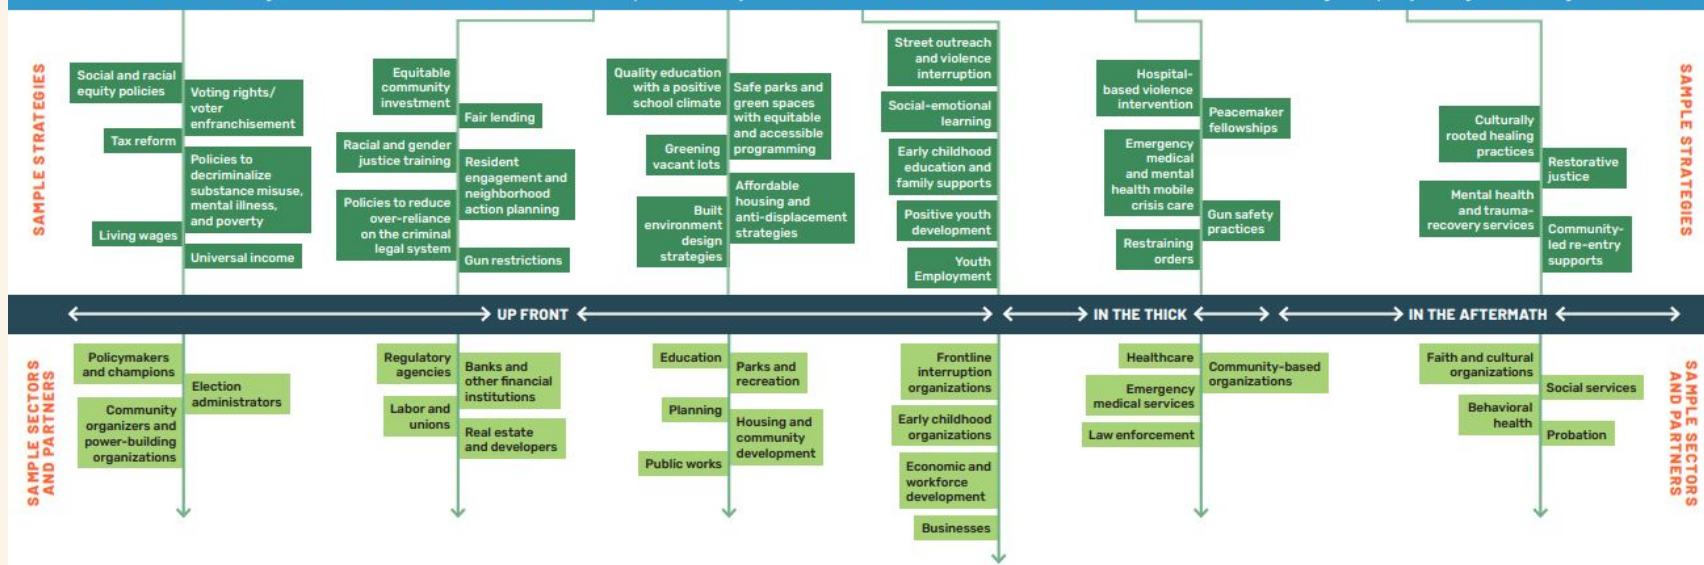 SAMPLE STRATEGIES
Social and racial
equity policies
Voting rights/
voter
enfranchisement
Tax reform
Policies to
decriminalize
substance misuse,
mental illness,
and poverty
Living wages
Universal income
Equitable
community
investment
Fair lending
Racial and gender
justice training
Resident
engagement and
neighborhood
action planning
Policies to reduce
over-reliance
on the criminal
legal system
Gun restrictions
Quality education
with a positive
school climate
Safe parks and
green spaces
with equitable
and accessible
programming
Greening
vacant lots
Affordable
housing and
anti-displacement
strategies
Built
environment
design
strategies
Street outreach
and violence
interruption
Social-emotional
learning
Early childhood
education and
family supports
Positive youth
development
Youth
Employment
Hospital-
based violence
intervention
Peacemaker
fellowships
Emergency
medical
and mental
health mobile
crisis care
Gun safety
practices
Restraining
orders
Culturally
rooted healing
practices
Restorative
justice
Mental health
and trauma-
recovery services
Community-
led re-entry
supports
SAMPLE STRATEGIES
UP FRONT
IN THE THICK
IN THE AFTERMATH
SAMPLE SECTORS
AND PARTNERS
Policymakers
and champions
Election
administrators
Community
organizers and
power-building
organizations
Regulatory
agencies
Banks and
other financial
institutions
Labor and
unions
Real estate
and developers
Education
Parks and
recreation
Planning
Housing and
community
development
Public works
Frontline
interruption
organizations
Early childhood
organizations
Economic and
workforce
development
Businesses
Healthcare
Community-based
organizations
Emergency
medical services
Law enforcement
Faith and cultural
organizations
Social services
Behavioral
health
Probation
SAMPLE SECTORS
AND PARTNERS